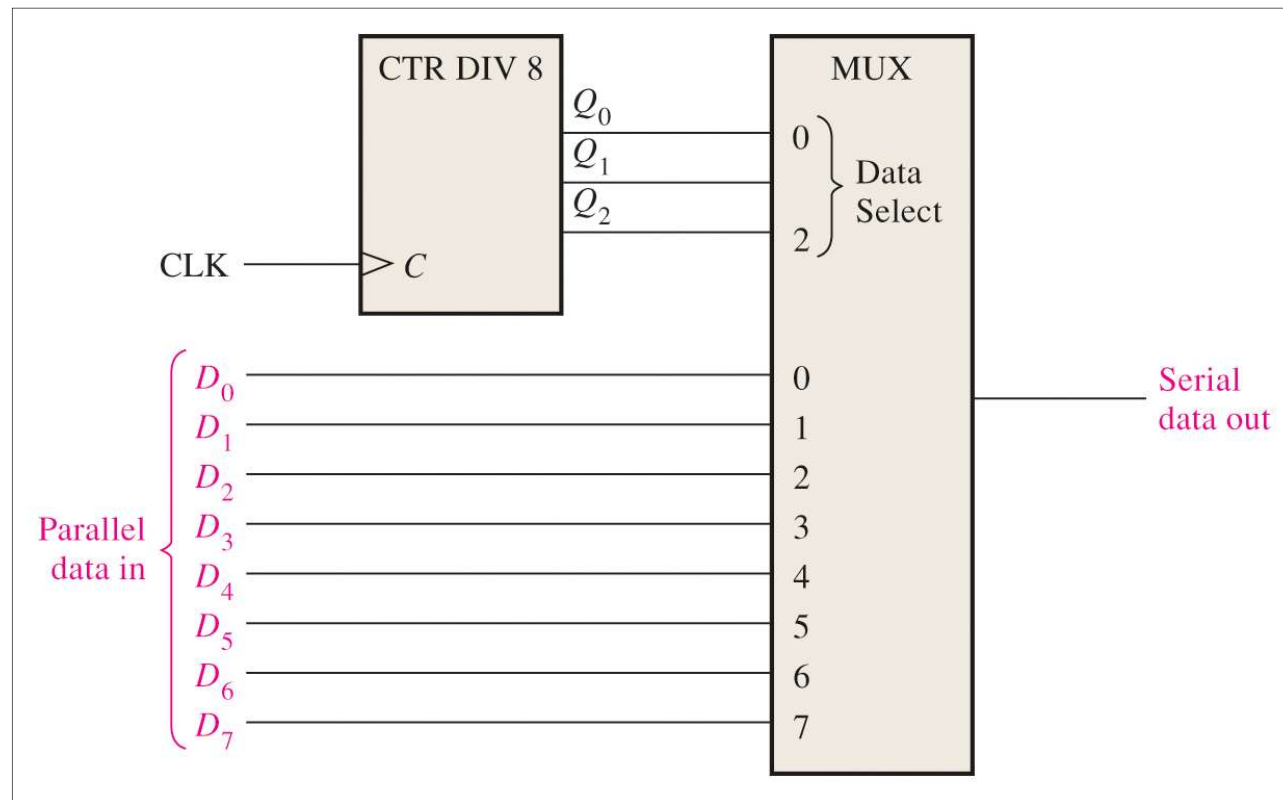 CTR DIV 8
MUX
Q0
0
Q1
Data
Select
Q2
2
CLK
C
D0
0
D1
1
D2
2
D3
3
D4
4
D5
5
D6
6
D7
7
Parallel
data in
Serial
data out